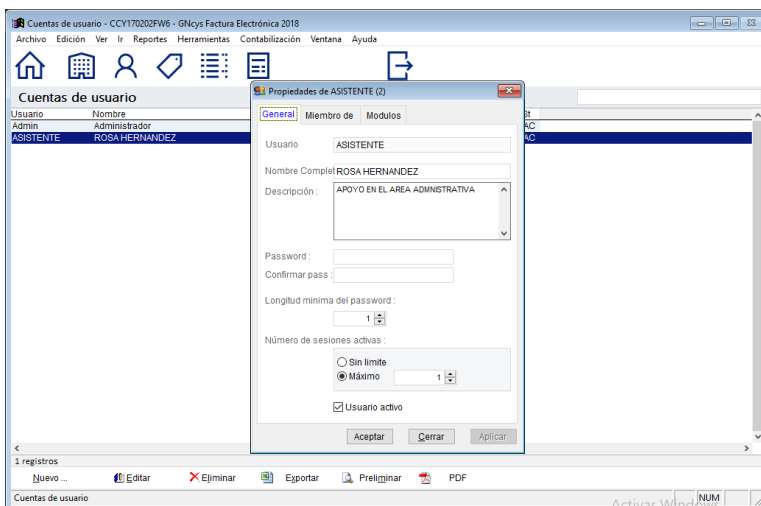 Cuentas de usuario - CCY170202FW6 - GNcys Factura Electrónica 2018
Archivo Edición Ver Ir Reportes Herramientas Contabilización Ventana Ayuda
Cuentas de usuario
Usuario Nombre St
Admin Administrador AC
ASISTENTE ROSA HERNANDEZ AC
Propiedades de ASISTENTE (2)
General Miembro de Modulos
Usuario ASISTENTE
Nombre Complet ROSA HERNANDEZ
Descripción : APOYO EN EL AREA ADMNISTRATIVA
Password :
Confirmar pass :
Longitud minima del password :
1
Número de sesiones activas :
Sin limite
Máximo 1
Usuario activo
Aceptar Cerrar Aplicar
1 registros
Nuevo ... Editar Eliminar Exportar Preliminar PDF
Cuentas de usuario NUM
Activar Windows